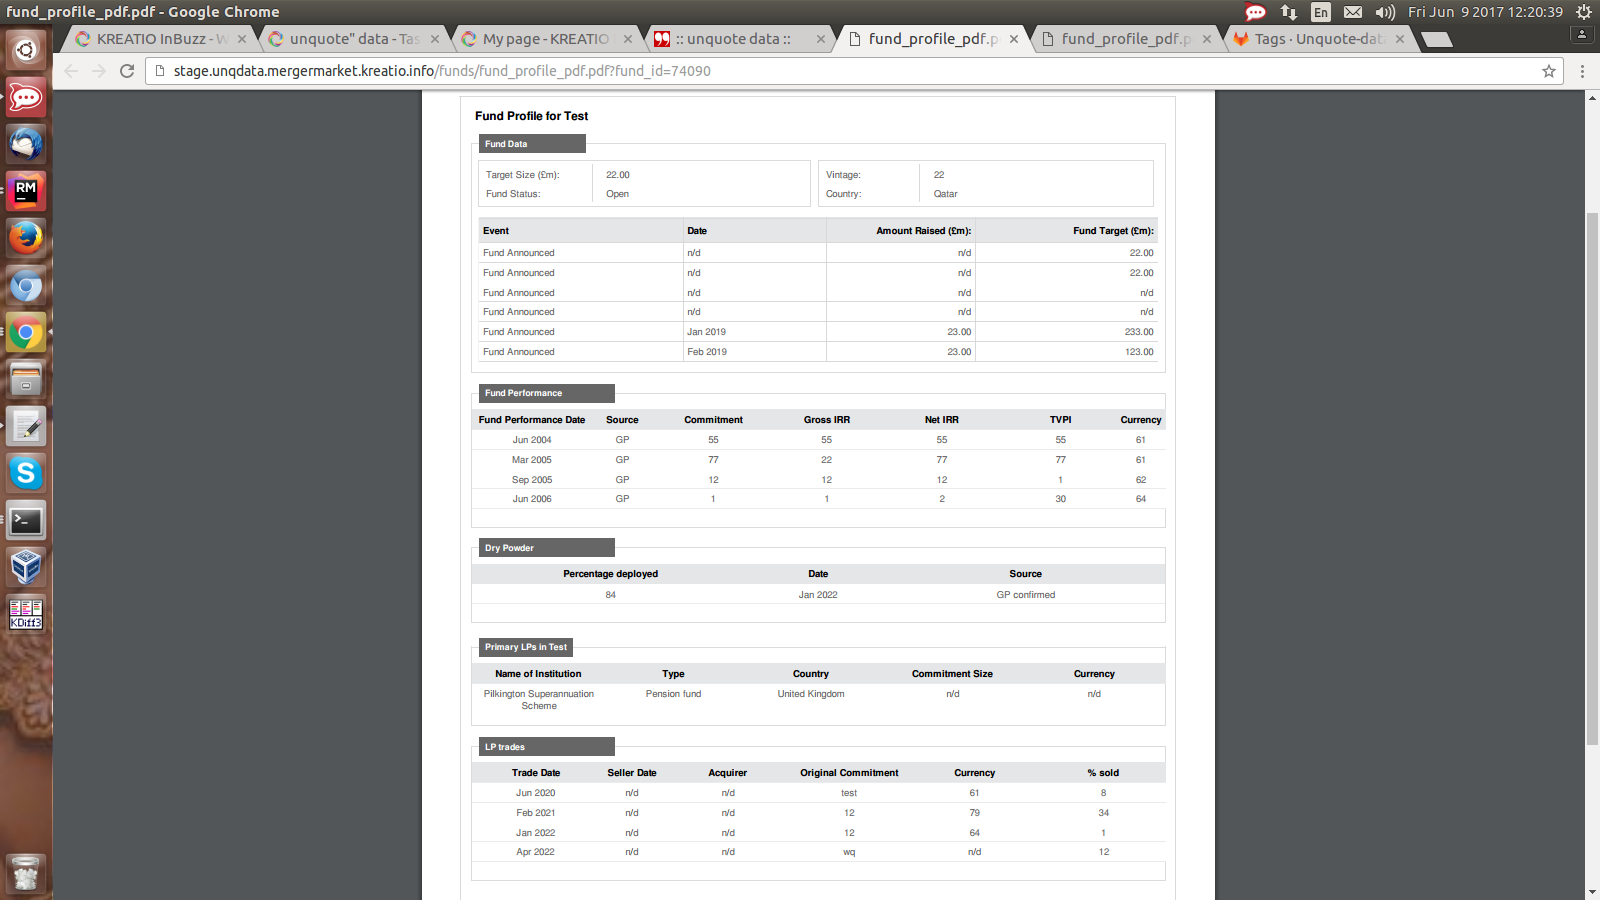 fund_profile_pdf.pdf - Google Chrome
En
Fri Jun 9 2017 12:20:39
KREATIO InBuzz - W
unquote" data - Tas
My page - KREATIO
:: unquote data ::
fund_profile_pdf.p
fund_profile_pdf.p
Tags · Unquote-dat
stage.unqdata.mergermarket.kreatio.info/funds/fund_profile_pdf.pdf?fund_id=74090
RM
KDiff3
Fund Profile for Test
Fund Data
Target Size (£m): 22.00 Vintage: 22
Fund Status: Open Country: Qatar
Event Date Amount Raised (£m): Fund Target (£m):
Fund Announced n/d n/d 22.00
Fund Announced n/d n/d 22.00
Fund Announced n/d n/d n/d
Fund Announced n/d n/d n/d
Fund Announced Jan 2019 23.00 233.00
Fund Announced Feb 2019 23.00 123.00
Fund Performance
Fund Performance Date Source Commitment Gross IRR Net IRR TVPI Currency
Jun 2004 GP 55 55 55 55 61
Mar 2005 GP 77 22 77 77 61
Sep 2005 GP 12 12 12 1 62
Jun 2006 GP 1 1 2 30 64
Dry Powder
Percentage deployed Date Source
84 Jan 2022 GP confirmed
Primary LPs in Test
Name of Institution Type Country Commitment Size Currency
Pilkington Superannuation Pension fund United Kingdom n/d n/d
Scheme
LP trades
Trade Date Seller Date Acquirer Original Commitment Currency % sold
Jun 2020 n/d n/d test 61 8
Feb 2021 n/d n/d 12 79 34
Jan 2022 n/d n/d 12 64 1
Apr 2022 n/d n/d wq n/d 12